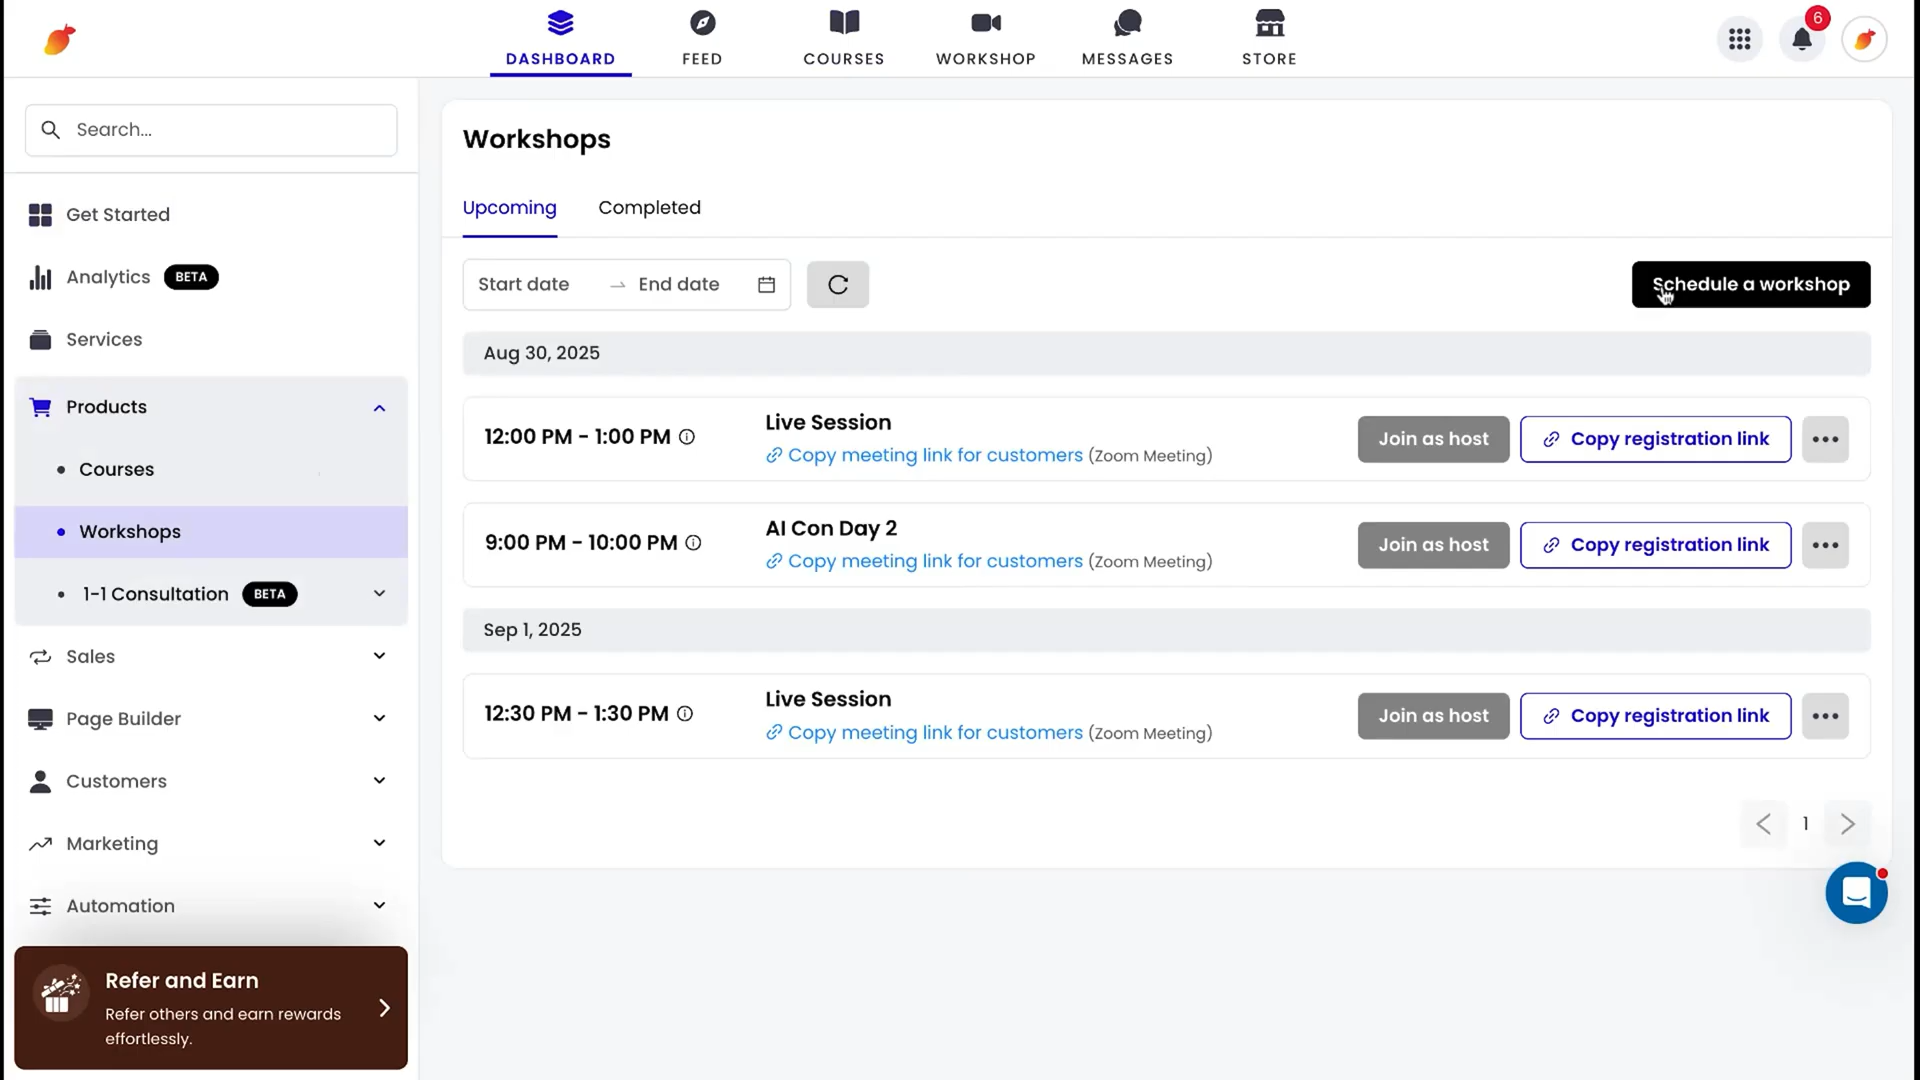 DASHBOARD
FEED
COURSES
WORKSHOP
MESSAGES
STORE
6
Search...
Get Started
Analytics BETA
Services
Products
Courses
Workshops
1-1 Consultation BETA
Sales
Page Builder
Customers
Marketing
Automation
Refer and Earn
Refer others and earn rewards
effortlessly.
Workshops
Upcoming Completed
Start date → End date
Schedule a workshop
Aug 30, 2025
12:00 PM - 1:00 PM
Live Session
Copy meeting link for customers (Zoom Meeting)
Join as host
Copy registration link
9:00 PM - 10:00 PM
AI Con Day 2
Copy meeting link for customers (Zoom Meeting)
Join as host
Copy registration link
Sep 1, 2025
12:30 PM - 1:30 PM
Live Session
Copy meeting link for customers (Zoom Meeting)
Join as host
Copy registration link
1